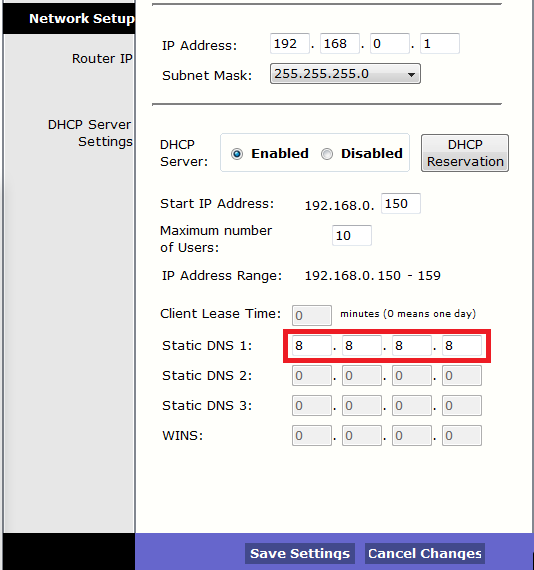 Network Setup
Router IP
IP Address: 192 . 168 . 0 . 1
Subnet Mask: 255.255.255.0
DHCP Server
Settings
DHCP
Server:
Enabled Disabled
DHCP
Reservation
Start IP Address: 192.168.0. 150
Maximum number
of Users:
10
IP Address Range: 192.168.0.150 - 159
Client Lease Time: 0 minutes (0 means one day)
Static DNS 1: 8 . 8 . 8 . 8
Static DNS 2: 0 . 0 . 0 . 0
Static DNS 3: 0 . 0 . 0 . 0
WINS: 0 . 0 . 0 . 0
Save Settings Cancel Changes